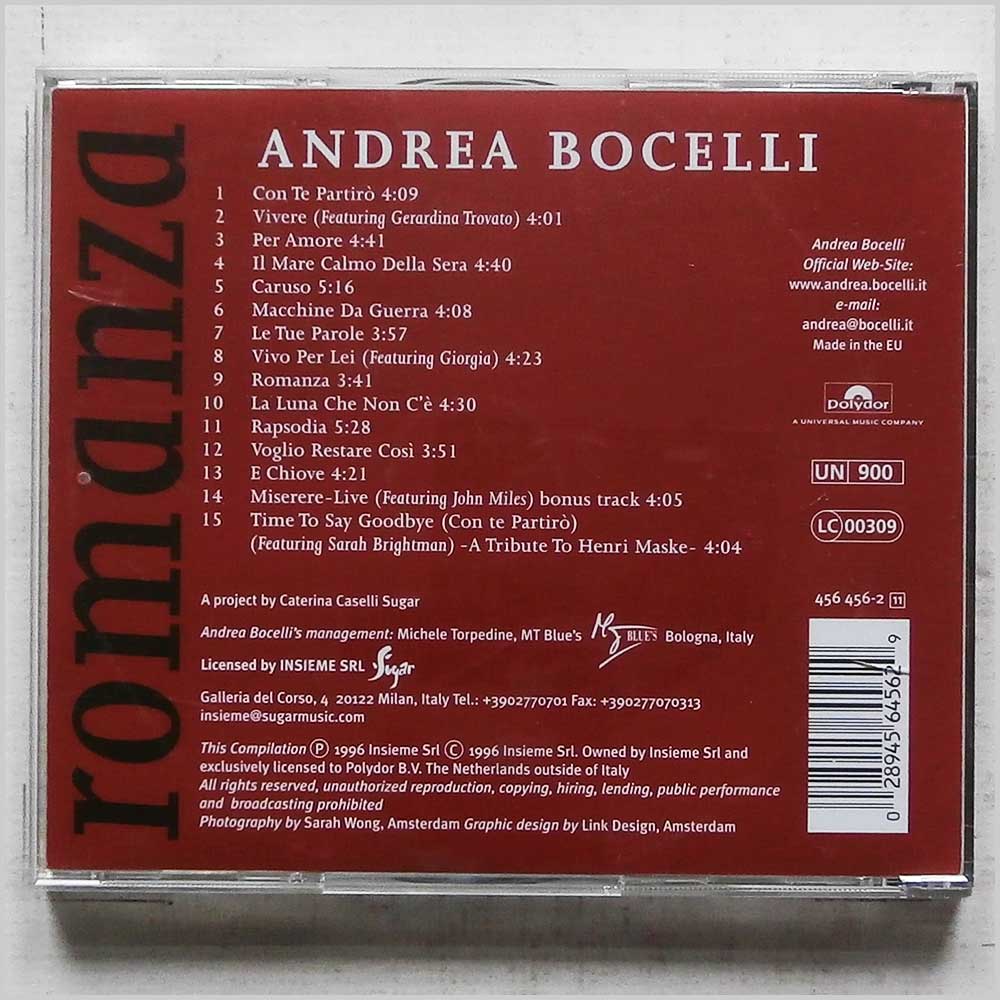 romanza
ANDREA BOCELLI
1 Con Te Partirò 4:09
2 Vivere (Featuring Gerardina Trovato) 4:01
3 Per Amore 4:41
4 Il Mare Calmo Della Sera 4:40
5 Caruso 5:16
6 Macchine Da Guerra 4:08
7 Le Tue Parole 3:57
8 Vivo Per Lei (Featuring Giorgia) 4:23
9 Romanza 3:41
10 La Luna Che Non C'è 4:30
11 Rapsodia 5:28
12 Voglio Restare Così 3:51
13 E Chiove 4:21
14 Miserere-Live (Featuring John Miles) bonus track 4:05
15 Time To Say Goodbye (Con te Partirò)
(Featuring Sarah Brightman) -A Tribute To Henri Maske- 4:04
Andrea Bocelli
Official Web-Site:
www.andrea.bocelli.it
e-mail:
andrea@bocelli.it
Made in the EU
Polydor
A UNIVERSAL MUSIC COMPANY
UN 900
LC 00309
456 456-2 11
0 28945 64562 9
A project by Caterina Caselli Sugar
Andrea Bocelli's management: Michele Torpedine, MT Blue's MT BLUE'S Bologna, Italy
Licensed by INSIEME SRL Sugar
Galleria del Corso, 4 20122 Milan, Italy Tel.: +3902770701 Fax: +390277070313
insieme@sugarmusic.com
This Compilation Ⓟ 1996 Insieme Srl Ⓒ 1996 Insieme Srl. Owned by Insieme Srl and
exclusively licensed to Polydor B.V. The Netherlands outside of Italy
All rights reserved, unauthorized reproduction, copying, hiring, lending, public performance
and broadcasting prohibited
Photography by Sarah Wong, Amsterdam Graphic design by Link Design, Amsterdam